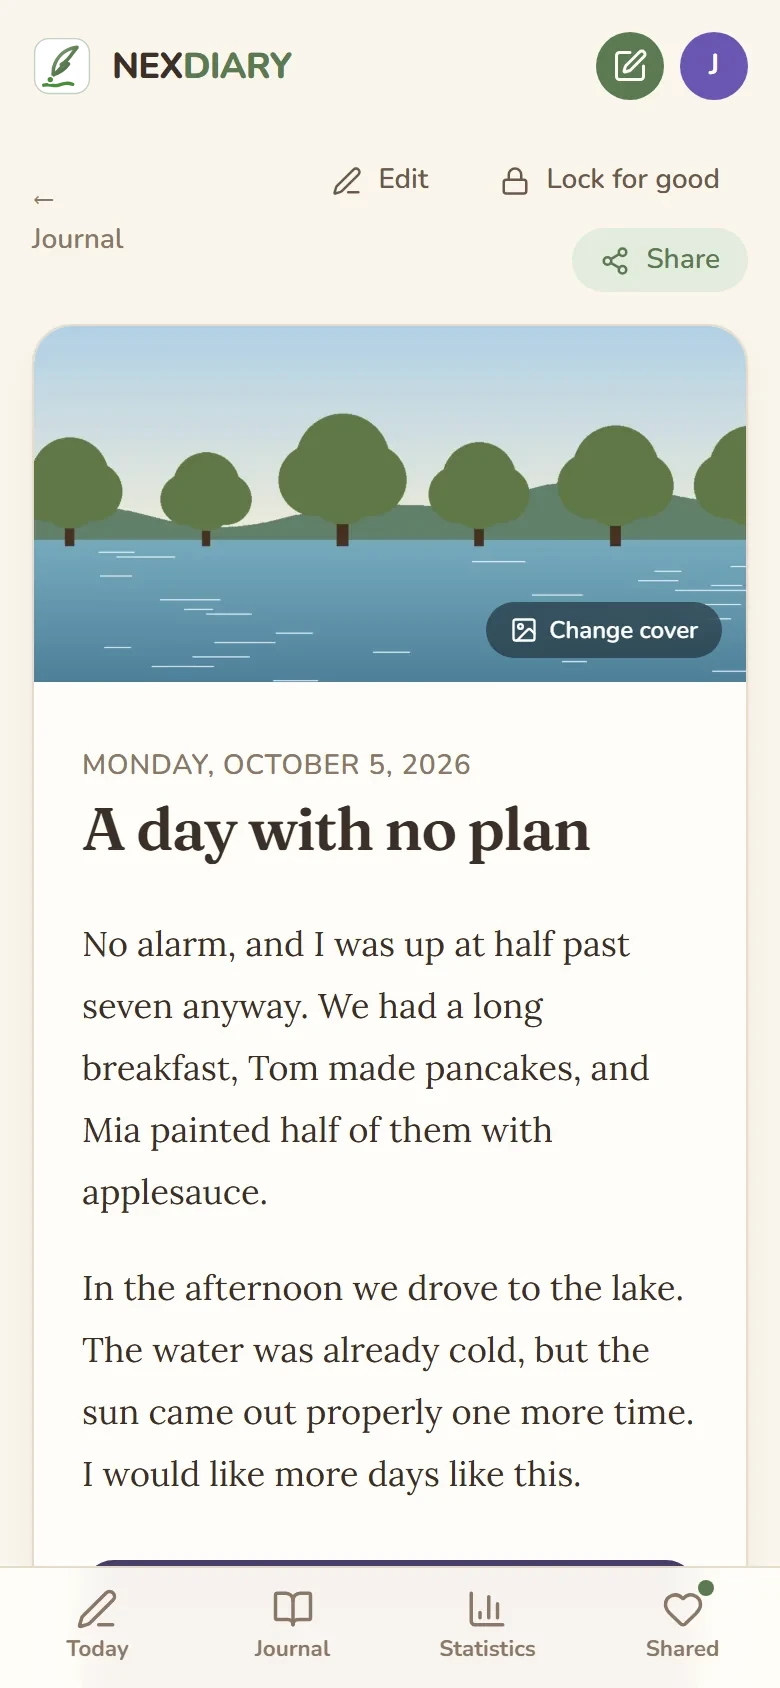 NEXDIARY
J
Edit
Lock for good
← Journal
Share
Change cover
MONDAY, OCTOBER 5, 2026
A day with no plan
No alarm, and I was up at half past
seven anyway. We had a long
breakfast, Tom made pancakes, and
Mia painted half of them with
applesauce.
In the afternoon we drove to the lake.
The water was already cold, but the
sun came out properly one more time.
I would like more days like this.
Today
Journal
Statistics
Shared